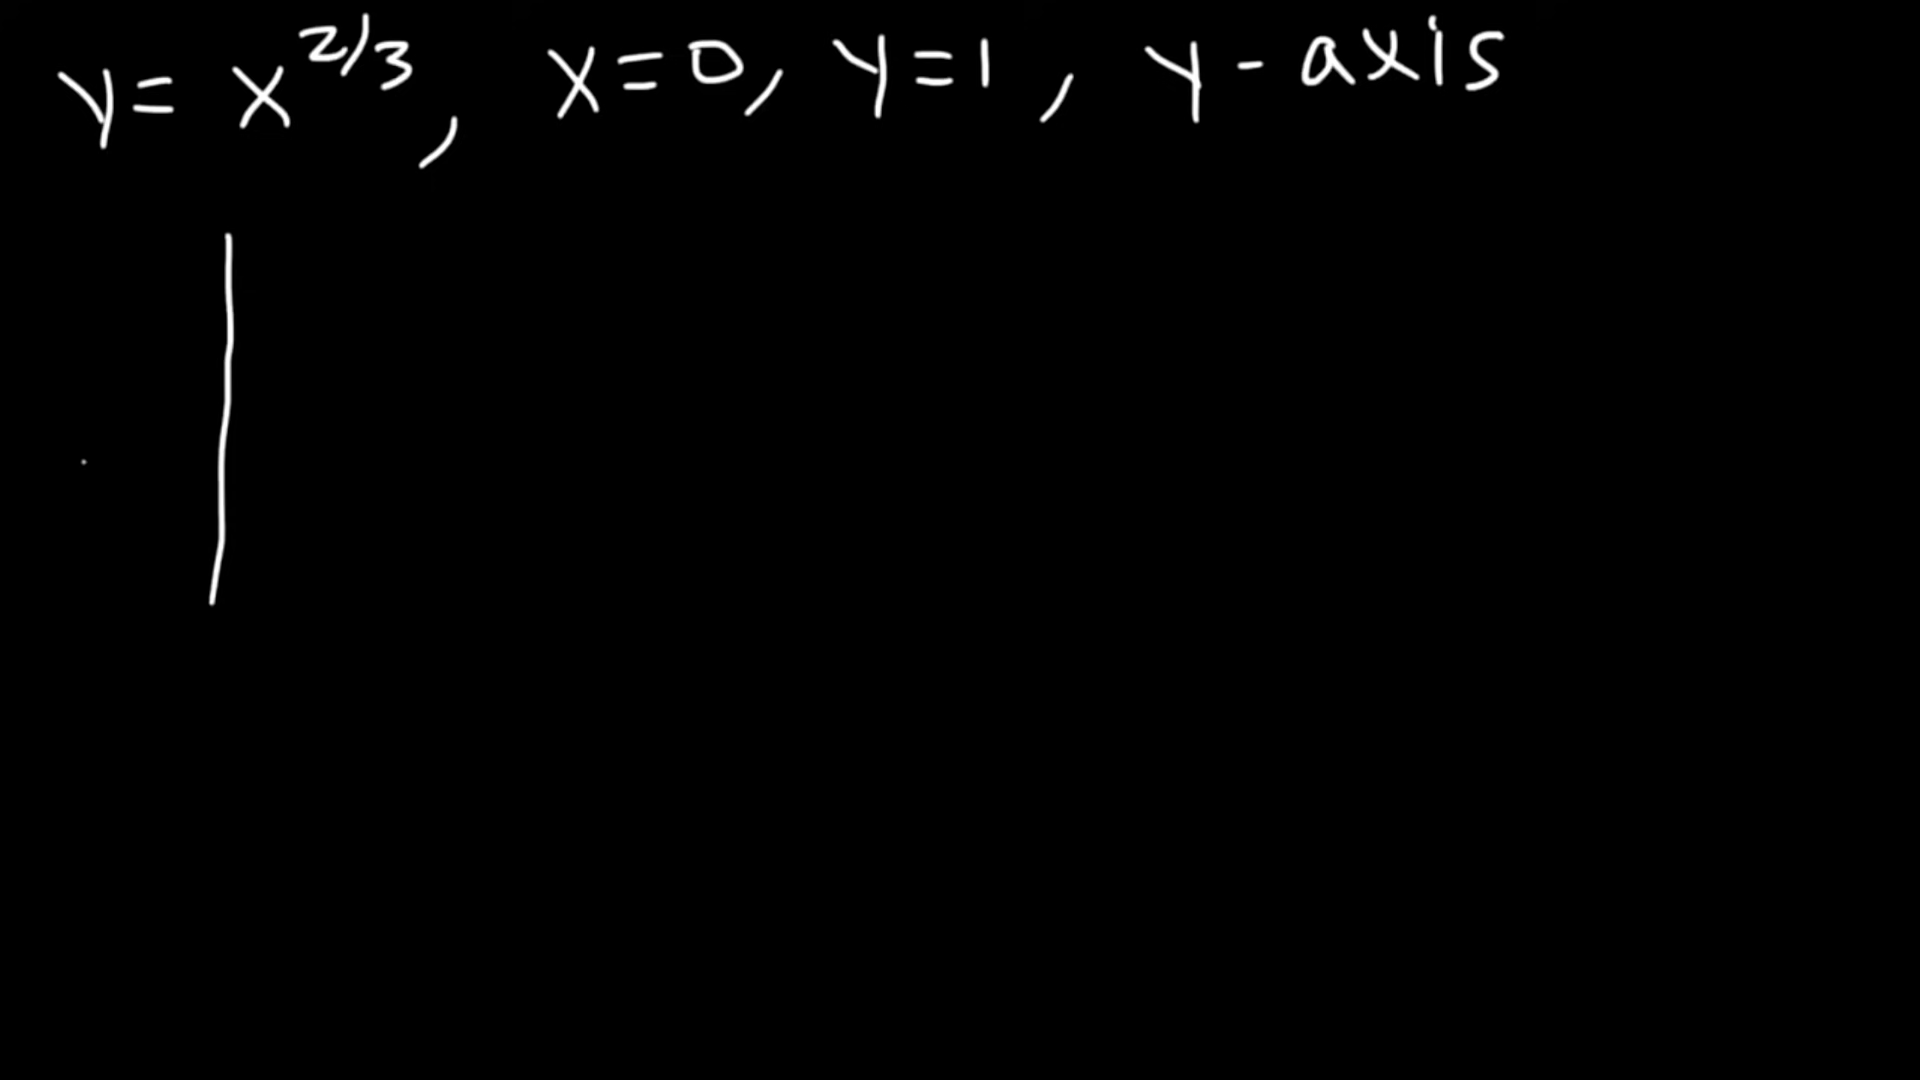 y = x^2/3, x=0, y=1, y-axis